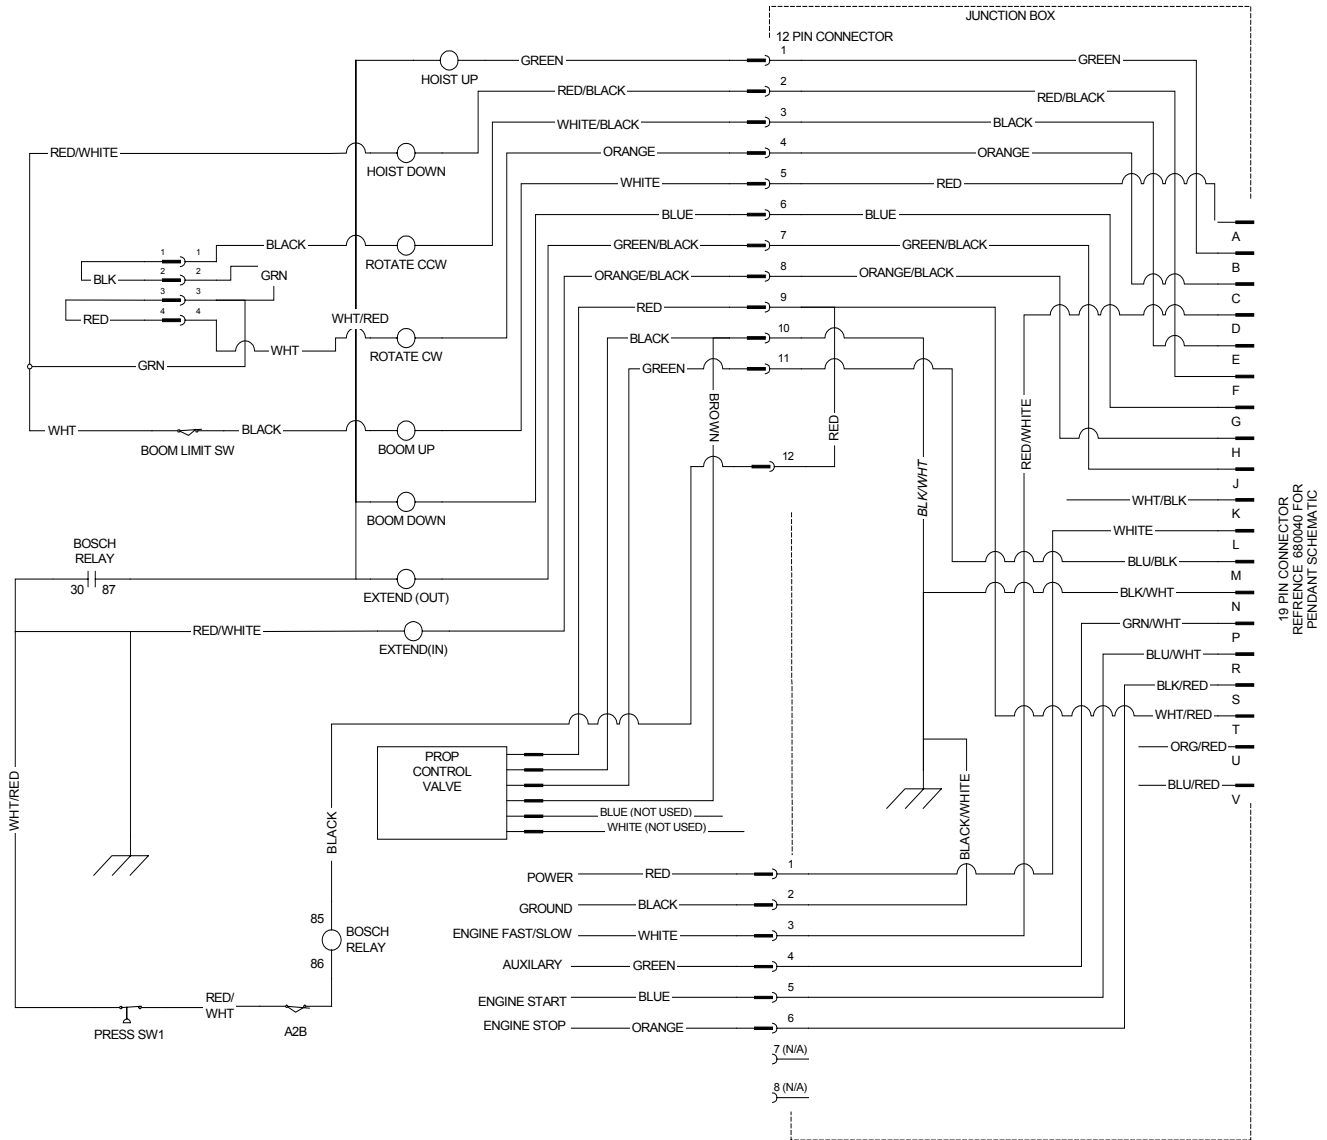 JUNCTION BOX
12 PIN CONNECTOR
1
GREEN
GREEN
HOIST UP
2
RED/BLACK
RED/BLACK
3
WHITE/BLACK
BLACK
RED/WHITE
4
ORANGE
ORANGE
HOIST DOWN
5
WHITE
RED
6
BLUE
BLUE
A
BLACK
7
GREEN/BLACK
GREEN/BLACK
ROTATE CCW
1 1
B
BLK
2 2
GRN
8
ORANGE/BLACK
ORANGE/BLACK
3 3
C
RED
4 4
9
RED
WHT/RED
D
10
BLACK
WHT
ROTATE CW
E
11
GREEN
GRN
F
BROWN
RED
RED/WHITE
G
WHT
BLACK
BOOM LIMIT SW
BOOM UP
H
12
J
BLK/WHT
WHT/BLK
K
BOOM DOWN
WHITE
L
BOSCH
RELAY
30 87
BLU/BLK
M
EXTEND (OUT)
BLK/WHT
N
19 PIN CONNECTOR
REFRENCE 680040 FOR
PENDANT SCHEMATIC
RED/WHITE
EXTEND(IN)
GRN/WHT
P
BLU/WHT
R
BLK/RED
S
WHT/RED
T
ORG/RED
U
BLU/RED
V
PROP
CONTROL
VALVE
BLUE (NOT USED)
WHITE (NOT USED)
WHT/RED
BLACK
BLACK/WHITE
1
POWER
RED
2
GROUND
BLACK
3
ENGINE FAST/SLOW
WHITE
85
BOSCH
RELAY
86
4
AUXILARY
GREEN
5
ENGINE START
BLUE
6
ENGINE STOP
ORANGE
RED/
WHT
PRESS SW1
A2B
7 (N/A)
8 (N/A)